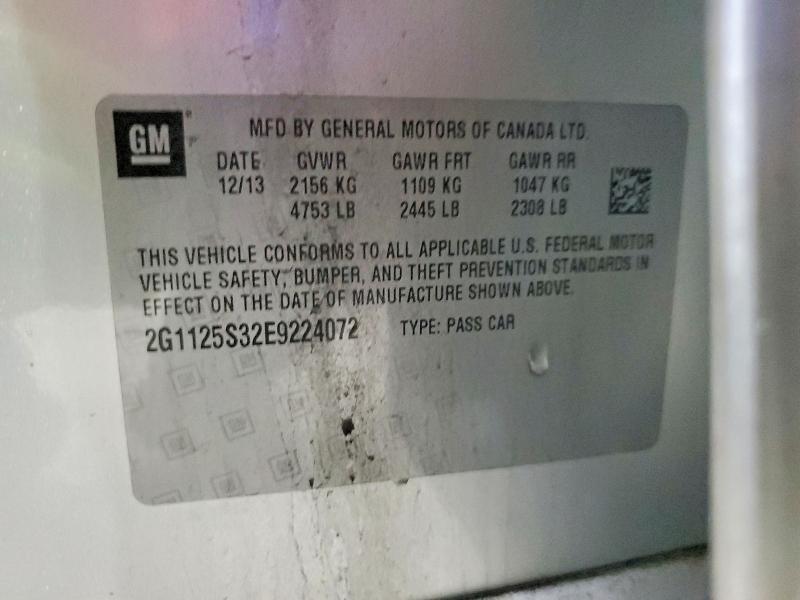 GM
MFD BY GENERAL MOTORS OF CANADA LTD.
DATE GVWR GAWR FRT GAWR RR
12/13 2156 KG 1109 KG 1047 KG
4753 LB 2445 LB 2308 LB
THIS VEHICLE CONFORMS TO ALL APPLICABLE U.S. FEDERAL MOTOR
VEHICLE SAFETY, BUMPER, AND THEFT PREVENTION STANDARDS IN
EFFECT ON THE DATE OF MANUFACTURE SHOWN ABOVE.
2G1125S32E9224072 TYPE: PASS CAR